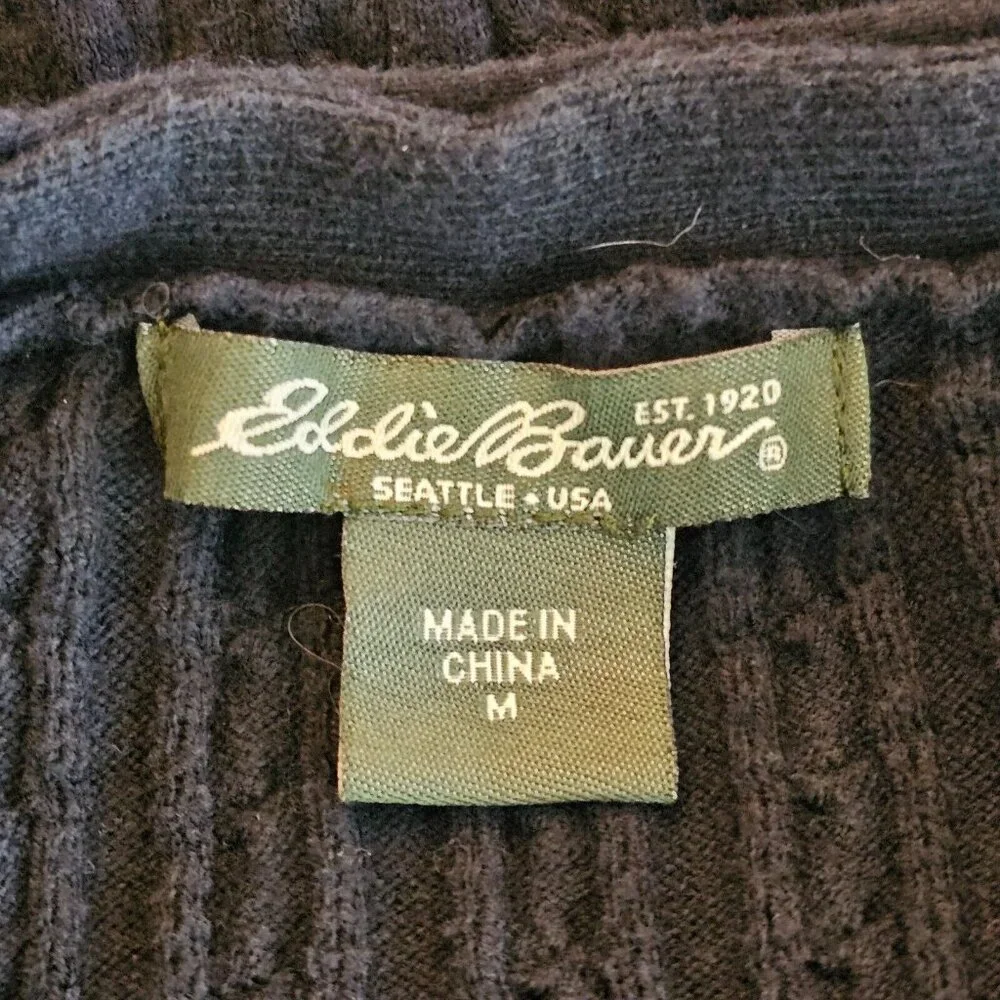 Eddie Bauer EST. 1920 ®
SEATTLE • USA
MADE IN
CHINA
M